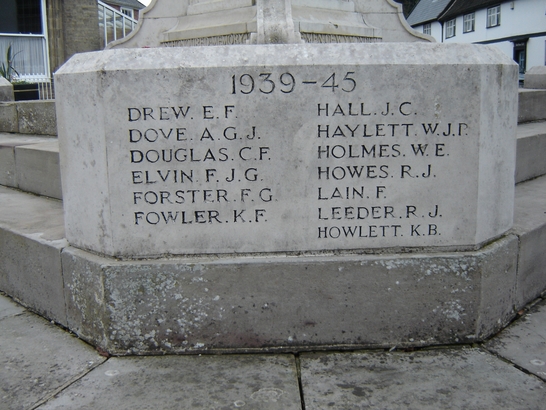 1939-45
DREW. E.F.
DOVE. A.G.J.
DOUGLAS. C.F.
ELVIN. F.J.G.
FORSTER. F.G.
FOWLER. K.F.
HALL. J.C.
HAYLETT. W.J.P.
HOLMES. W.E.
HOWES. R.J.
LAIN. F.
LEEDER. R.J.
HOWLETT. K.B.